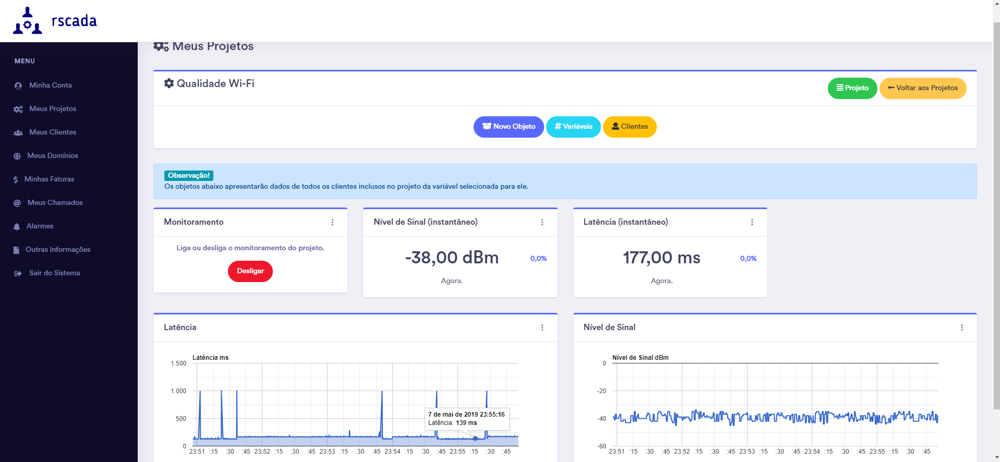 rscada
MENU
Minha Conta
Meus Projetos
Meus Clientes
Meus Domínios
Minhas Faturas
Meus Chamados
Alarmes
Outras Informações
Sair do Sistema
Meus Projetos
Qualidade Wi-Fi
Projeto
Voltar aos Projetos
Novo Objeto
Variáveis
Clientes
Observação!
Os objetos abaixo apresentarão dados de todos os clientes inclusos no projeto da variável selecionada para ele.
Monitoramento
Liga ou desliga o monitoramento do projeto.
Desligar
Nível de Sinal (instantâneo)
-38,00 dBm
0,0%
Agora.
Latência (instantâneo)
177,00 ms
0,0%
Agora.
Latência
Latência ms
1.500
1.000
500
0
7 de mai de 2019 23:55:16
Latência: 139 ms
23:51 :15 :30 :45 23:52 :15 :30 :45 23:53 :15 :30 :45 23:54 :15 :30 :45 23:55 :15 :30 :45
Nível de Sinal
Nível de Sinal dBm
0
-20
-40
-60
23:51 :15 :30 :45 23:52 :15 :30 :45 23:53 :15 :30 :45 23:54 :15 :30 :45 23:55 :15 :30 :45